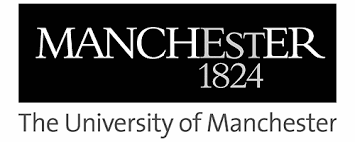 MANCHEsTER
1824
The University of Manchester